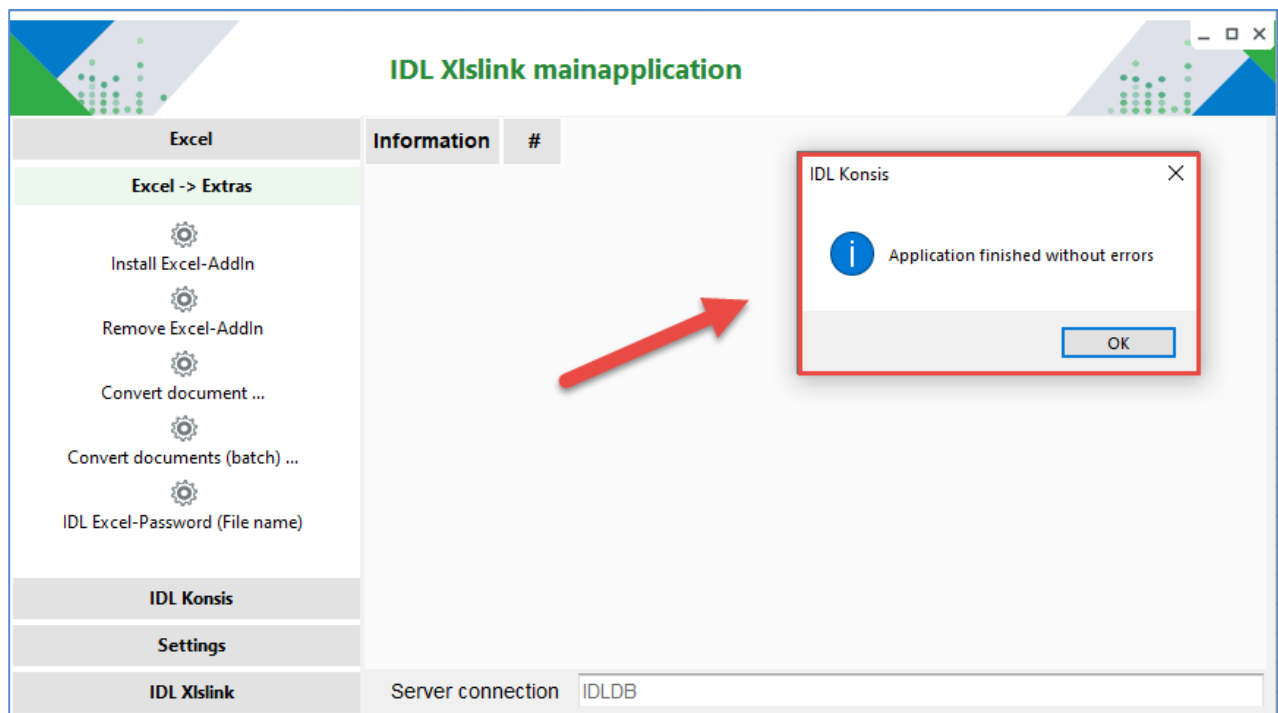 IDL Xlslink mainapplication
Excel
Excel -> Extras
Install Excel-AddIn
Remove Excel-AddIn
Convert document ...
Convert documents (batch) ...
IDL Excel-Password (File name)
IDL Konsis
Settings
IDL Xlslink
Information #
IDL Konsis
Application finished without errors
OK
Server connection IDLDB